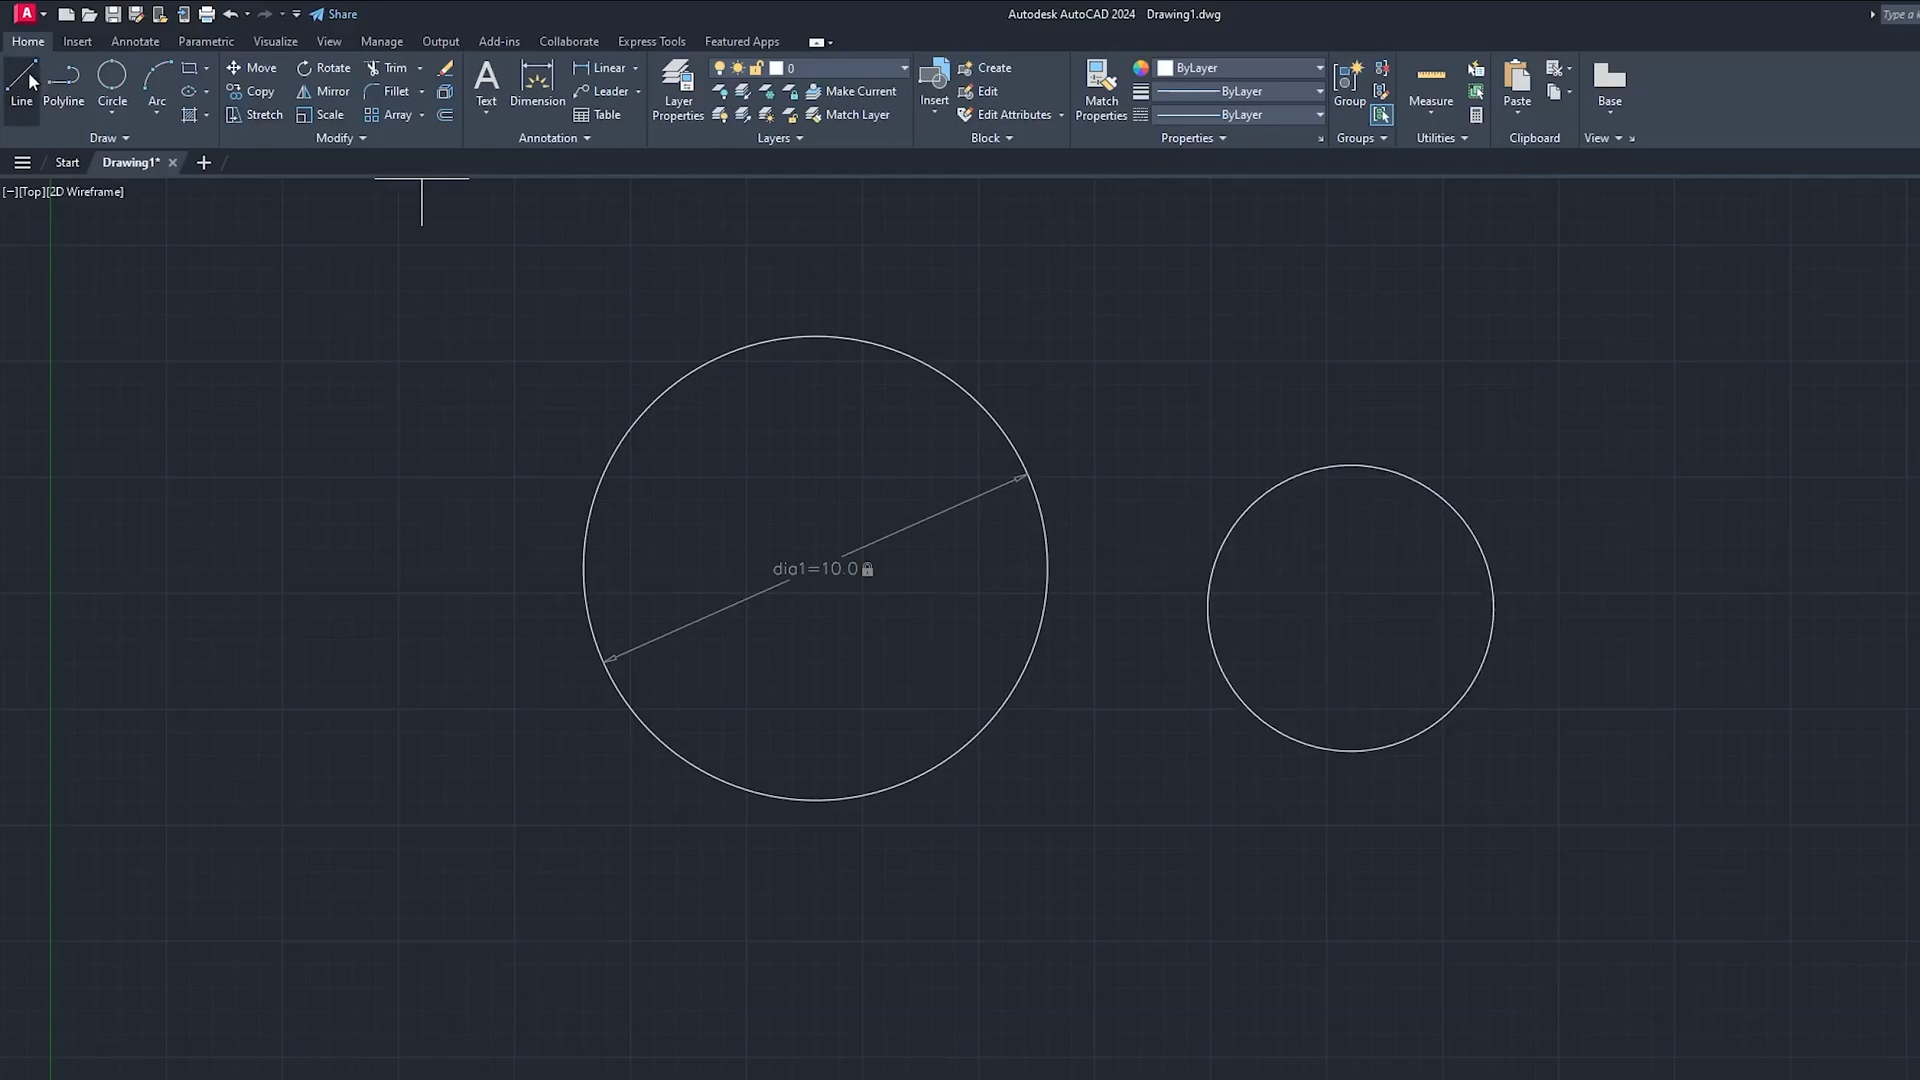 A Share Autodesk AutoCAD 2024 Drawing1.dwg Type a k
Home Insert Annotate Parametric Visualize View Manage Output Add-ins Collaborate Express Tools Featured Apps
Line Polyline Circle Arc
Move Rotate Trim
Copy Mirror Fillet
Stretch Scale Array
A Text Dimension
Linear
Leader
Table
Layer Properties
0
Make Current
Match Layer
Insert
Create
Edit
Edit Attributes
Match Properties
ByLayer
ByLayer
ByLayer
Group Measure Paste Base
Draw Modify Annotation Layers Block Properties Groups Utilities Clipboard View
Start Drawing1*
[−][Top][2D Wireframe]
dia1=10.0